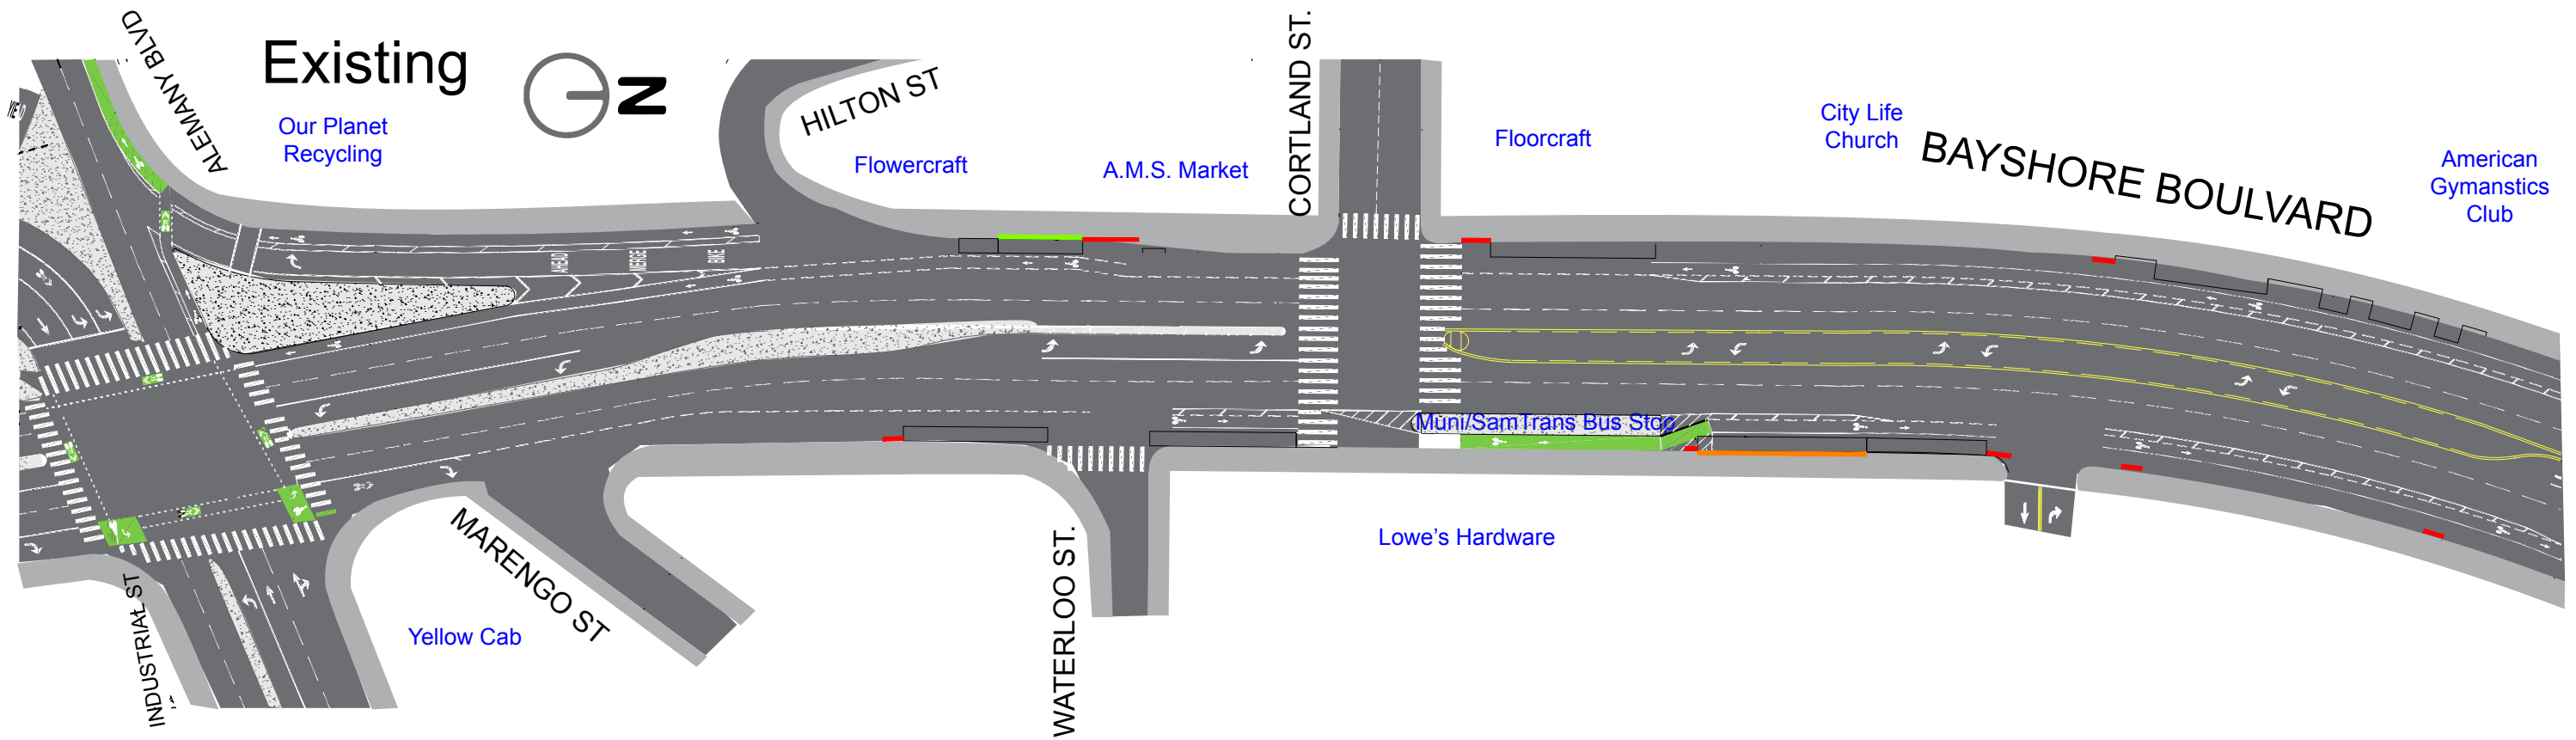 Existing
N
ALEMANY BLVD
Our Planet
Recycling
HILTON ST
Flowercraft
A.M.S. Market
CORTLAND ST.
Floorcraft
City Life
Church
BAYSHORE BOULVARD
American
Gymanstics
Club
AHEAD
MERGE
BIKE
Muni/SamTrans Bus Stop
Lowe's Hardware
MARENGO ST
Yellow Cab
INDUSTRIAL ST
WATERLOO ST.